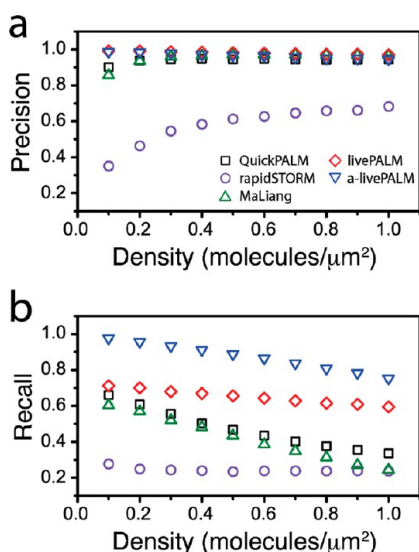 a
1.0
0.8
0.6
0.4
0.2
Precision
QuickPALM
livePALM
rapidSTORM
a-livePALM
MaLiang
0.0 0.2 0.4 0.6 0.8 1.0
Density (molecules/μm²)
b
1.0
0.8
0.6
0.4
0.2
Recall
0.0 0.2 0.4 0.6 0.8 1.0
Density (molecules/μm²)